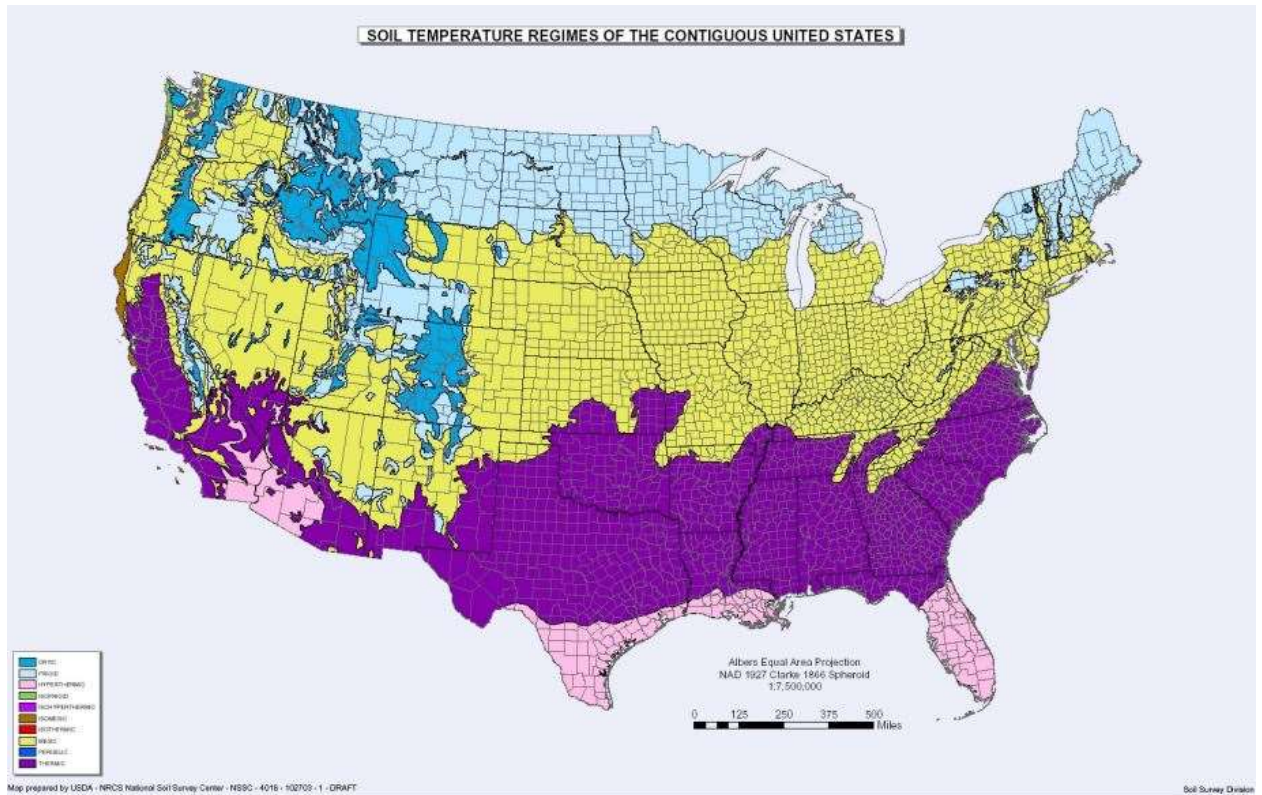 SOIL TEMPERATURE REGIMES OF THE CONTIGUOUS UNITED STATES
CRYIC
FRIGID
HYPERTHERMIC
ISOFRIGID
ISOHYPERTHERMIC
ISOMESIC
ISOTHERMIC
MESIC
PERGELIC
THERMIC
Albers Equal Area Projection
NAD 1927 Clarke 1866 Spheroid
1:7,500,000
0 125 250 375 500
Miles
Map prepared by USDA - NRCS National Soil Survey Center - NSSC - 4016 - 102703 - 1 - DRAFT
Soil Survey Division